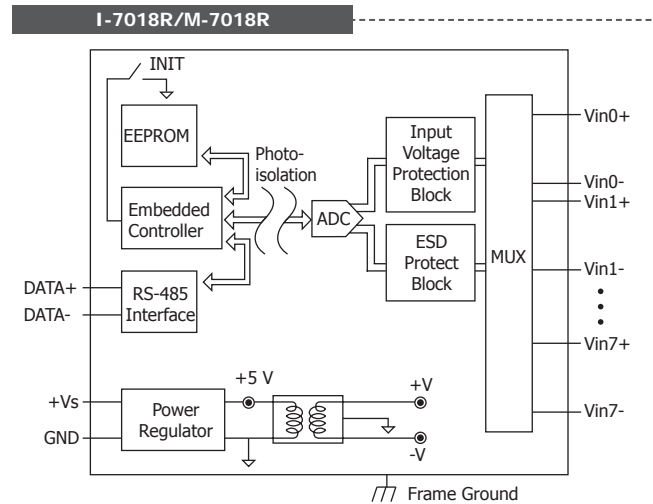 I-7018R/M-7018R
INIT
EEPROM
Photo-
isolation
Embedded
Controller
ADC
Input
Voltage
Protection
Block
ESD
Protect
Block
MUX
Vin0+
Vin0-
Vin1+
Vin1-
Vin7+
Vin7-
DATA+
DATA-
RS-485
Interface
+Vs
GND
Power
Regulator
+5 V
+V
-V
Frame Ground